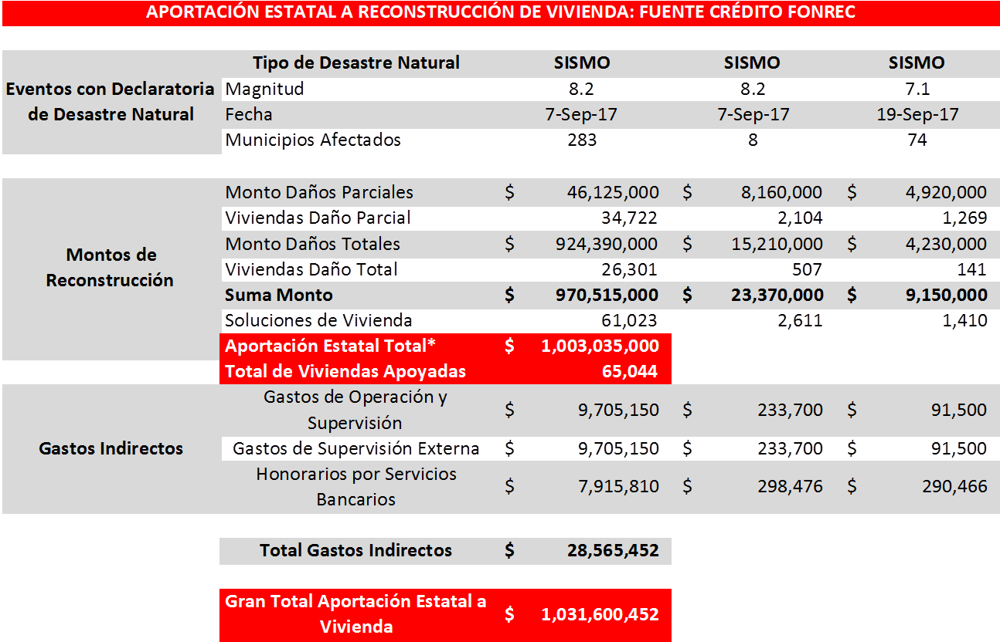 APORTACIÓN ESTATAL A RECONSTRUCCIÓN DE VIVIENDA: FUENTE CRÉDITO FONREC
Tipo de Desastre Natural SISMO SISMO SISMO
Eventos con Declaratoria
de Desastre Natural
Magnitud 8.2 8.2 7.1
Fecha 7-Sep-17 7-Sep-17 19-Sep-17
Municipios Afectados 283 8 74
Montos de
Reconstrucción
Monto Daños Parciales $ 46,125,000 $ 8,160,000 $ 4,920,000
Viviendas Daño Parcial 34,722 2,104 1,269
Monto Daños Totales $ 924,390,000 $ 15,210,000 $ 4,230,000
Viviendas Daño Total 26,301 507 141
Suma Monto $ 970,515,000 $ 23,370,000 $ 9,150,000
Soluciones de Vivienda 61,023 2,611 1,410
Aportación Estatal Total* $ 1,003,035,000
Total de Viviendas Apoyadas 65,044
Gastos Indirectos
Gastos de Operación y
Supervisión $ 9,705,150 $ 233,700 $ 91,500
Gastos de Supervisión Externa $ 9,705,150 $ 233,700 $ 91,500
Honorarios por Servicios
Bancarios $ 7,915,810 $ 298,476 $ 290,466
Total Gastos Indirectos $ 28,565,452
Gran Total Aportación Estatal a
Vivienda $ 1,031,600,452